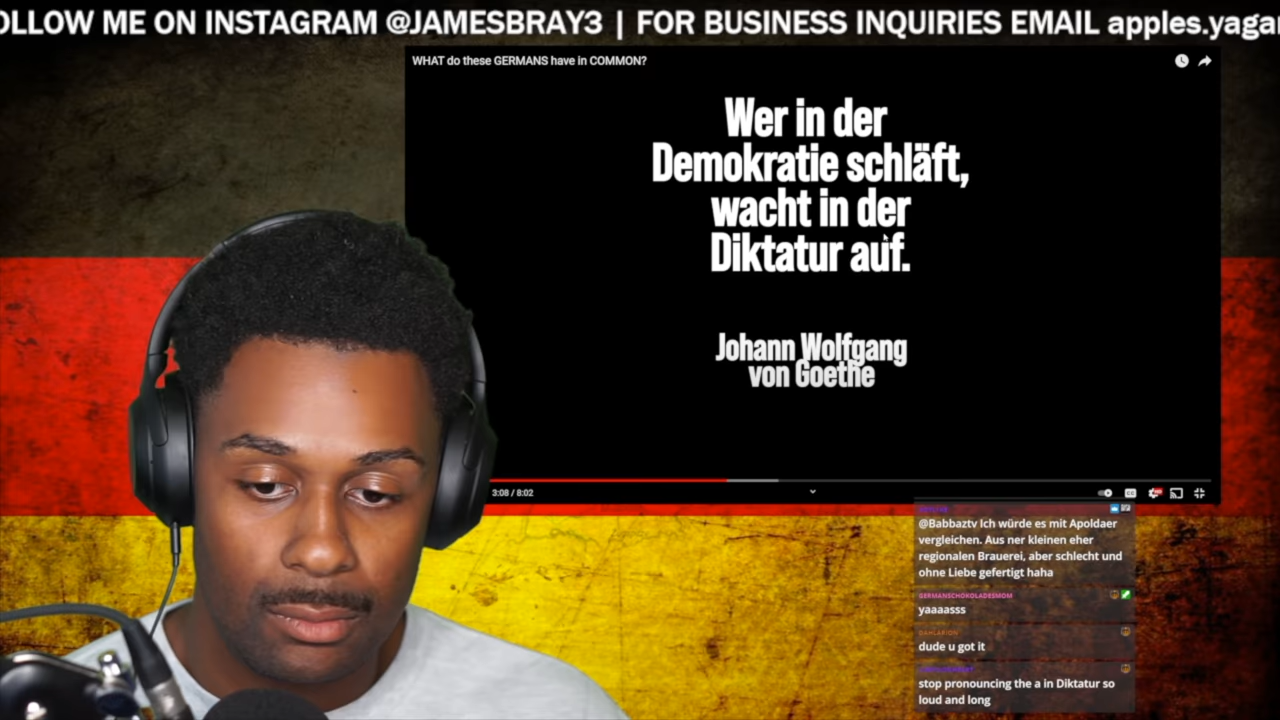 OLLOW ME ON INSTAGRAM @JAMESBRAY3 | FOR BUSINESS INQUIRIES EMAIL apples.yagai
WHAT do these GERMANS have in COMMON?
Wer in der
Demokratie schläft,
wacht in der
Diktatur auf.
Johann Wolfgang
von Goethe
3:08 / 8:02
@Babbaztv Ich würde es mit Apoldaer
vergleichen. Aus ner kleinen eher
regionalen Brauerei, aber schlecht und
ohne Liebe gefertigt haha
GERMANSCHOKOLADESMOM
yaaaasss
DAHLARION
dude u got it
stop pronouncing the a in Diktatur so
loud and long